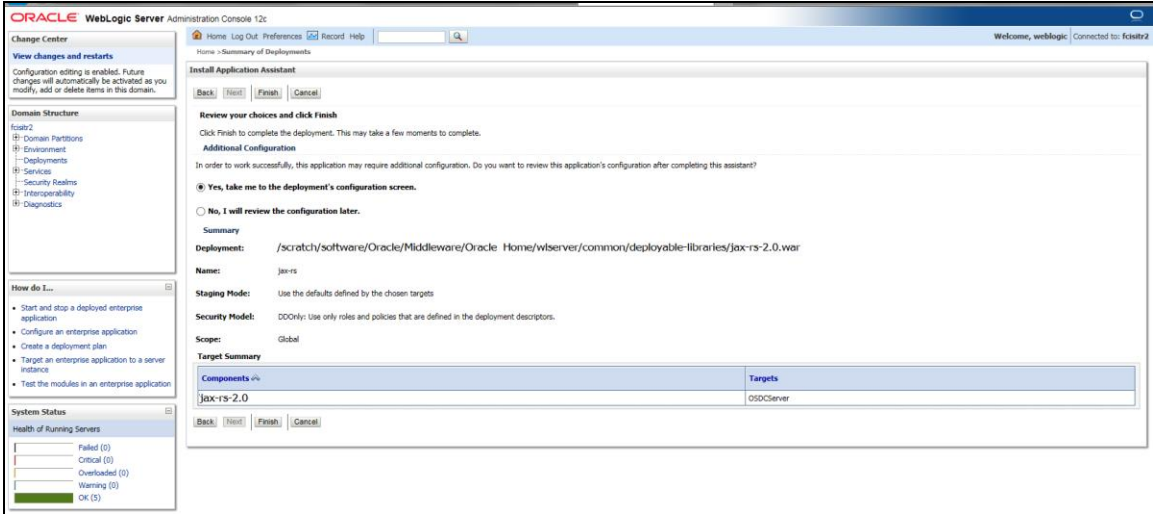 ORACLE WebLogic Server Administration Console 12c
Change Center
View changes and restarts
Configuration editing is enabled. Future
changes will automatically be activated as you
modify, add or delete items in this domain.
Domain Structure
fcisitr2
Domain Partitions
Environment
Deployments
Services
Security Realms
Interoperability
Diagnostics
How do I...
Start and stop a deployed enterprise
application
Configure an enterprise application
Create a deployment plan
Target an enterprise application to a server
instance
Test the modules in an enterprise application
System Status
Health of Running Servers
Failed (0)
Critical (0)
Overloaded (0)
Warning (0)
OK (5)
Home Log Out Preferences Record Help
Welcome, weblogic Connected to: fcisitr2
Home >Summary of Deployments
Install Application Assistant
Back Next Finish Cancel
Review your choices and click Finish
Click Finish to complete the deployment. This may take a few moments to complete.
Additional Configuration
In order to work successfully, this application may require additional configuration. Do you want to review this application's configuration after completing this assistant?
Yes, take me to the deployment's configuration screen.
No, I will review the configuration later.
Summary
Deployment: /scratch/software/Oracle/Middleware/Oracle Home/wlserver/common/deployable-libraries/jax-rs-2.0.war
Name: jax-rs
Staging Mode: Use the defaults defined by the chosen targets
Security Model: DDOnly: Use only roles and policies that are defined in the deployment descriptors.
Scope: Global
Target Summary
Components Targets
jax-rs-2.0 OSDCServer
Back Next Finish Cancel